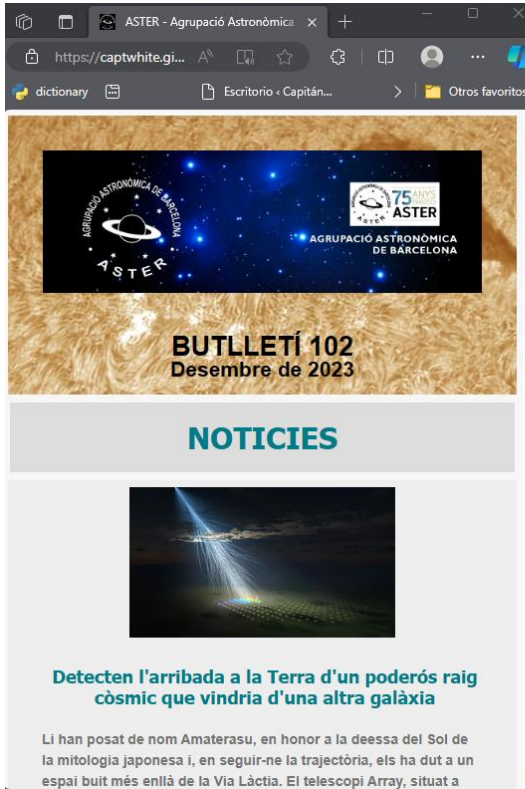 ASTER - Agrupació Astronòmica
https://captwhite.gi...
dictionary
Escritorio ‹ Capitán...
Otros favoritos
AGRUPACIÓ ASTRONÓMICA DE BARCELONA
ASTER
75 ANYS
ASTER
AGRUPACIÓ ASTRONÒMICA
DE BARCELONA
BUTLLETÍ 102
Desembre de 2023
NOTICIES
Detecten l'arribada a la Terra d'un poderós raig
còsmic que vindria d'una altra galàxia
Li han posat de nom Amaterasu, en honor a la deessa del Sol de
la mitologia japonesa i, en seguir-ne la trajectòria, els ha dut a un
espai buit més enllà de la Via Làctia. El telescopi Array, situat a